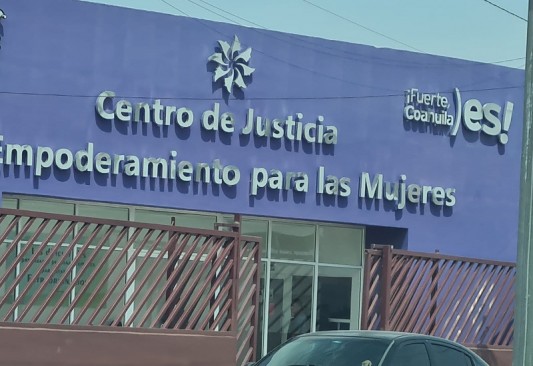 Centro de Justicia
Empoderamiento para las Mujeres
¡Fuerte,
Coahuila
es!